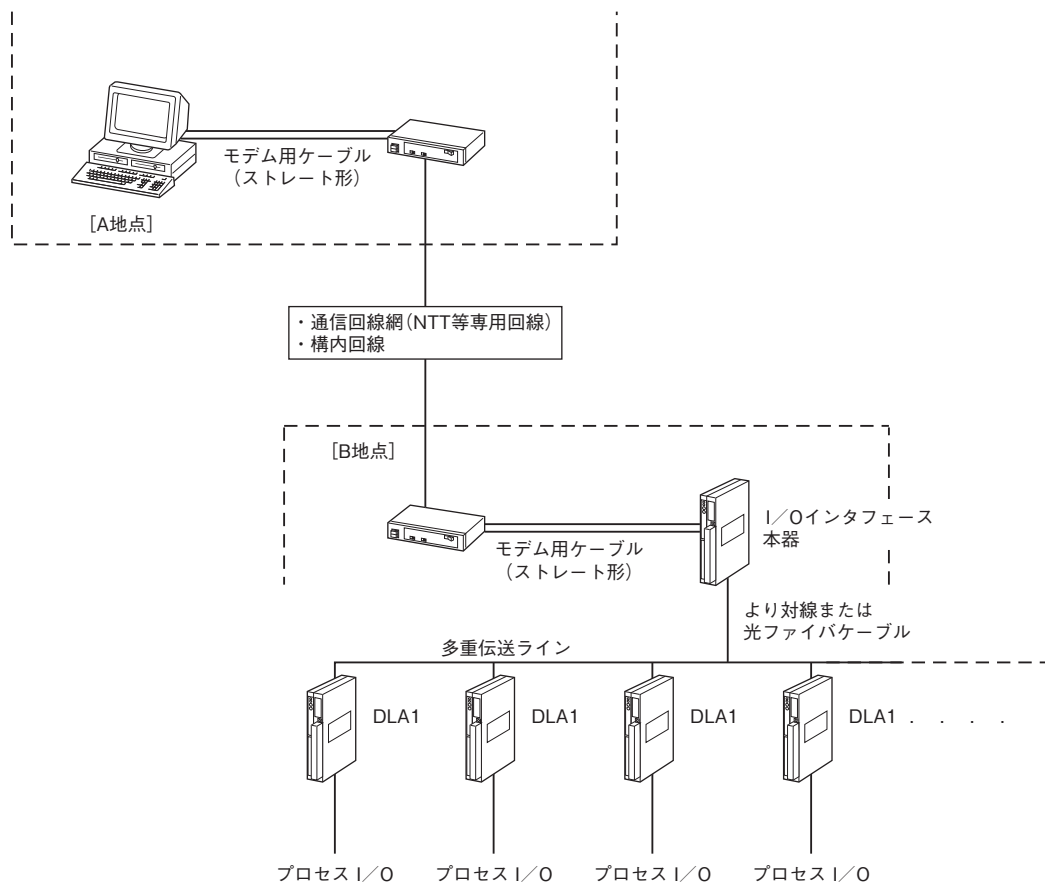 モデム用ケーブル
（ストレート形）
[A地点]
・通信回線網（NTT等専用回線）
・構内回線
[B地点]
I／Oインタフェース
本器
モデム用ケーブル
（ストレート形）
より対線または
光ファイバケーブル
多重伝送ライン
DLA1 DLA1 DLA1 DLA1 . . . .
プロセス I／O プロセス I／O プロセス I／O プロセス I／O